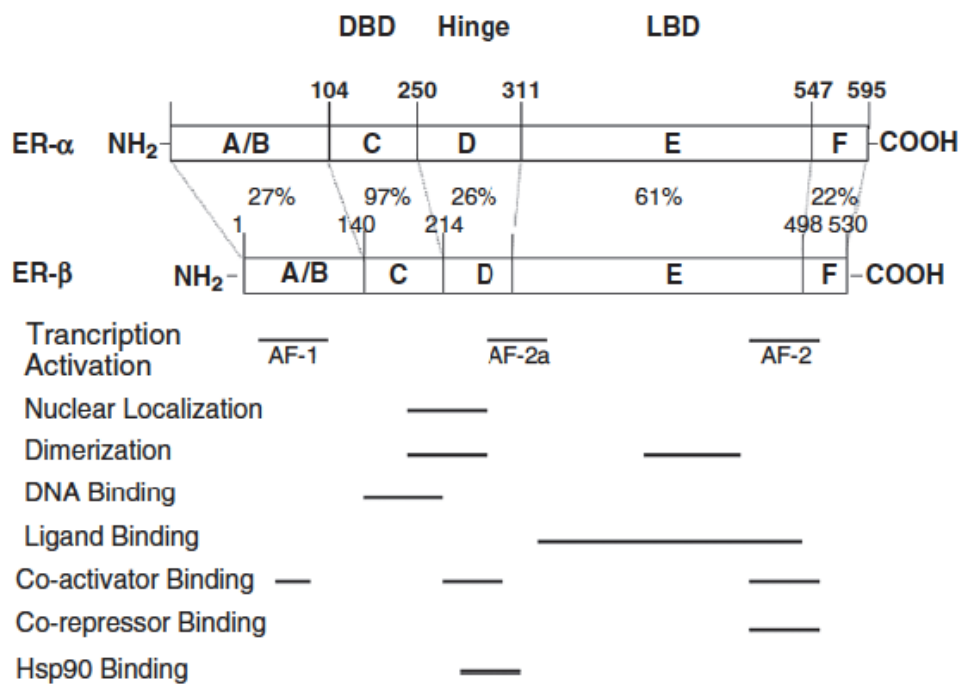 DBD Hinge LBD
104 250 311 547 595
ER-α NH2 A/B C D E F COOH
27% 97% 26% 61% 22%
1 140 214 498 530
ER-β NH2 A/B C D E F COOH
Trancription
Activation
AF-1 AF-2a AF-2
Nuclear Localization
Dimerization
DNA Binding
Ligand Binding
Co-activator Binding
Co-repressor Binding
Hsp90 Binding